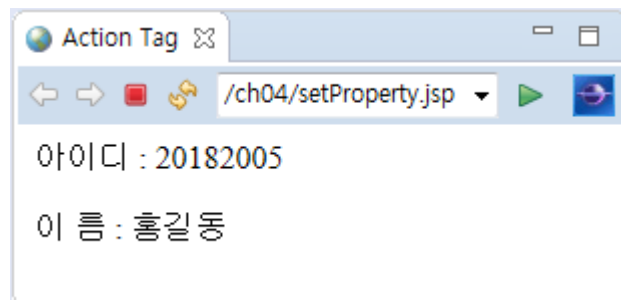 Action Tag
/ch04/setProperty.jsp
아이디 : 20182005
이 름 : 홍길동